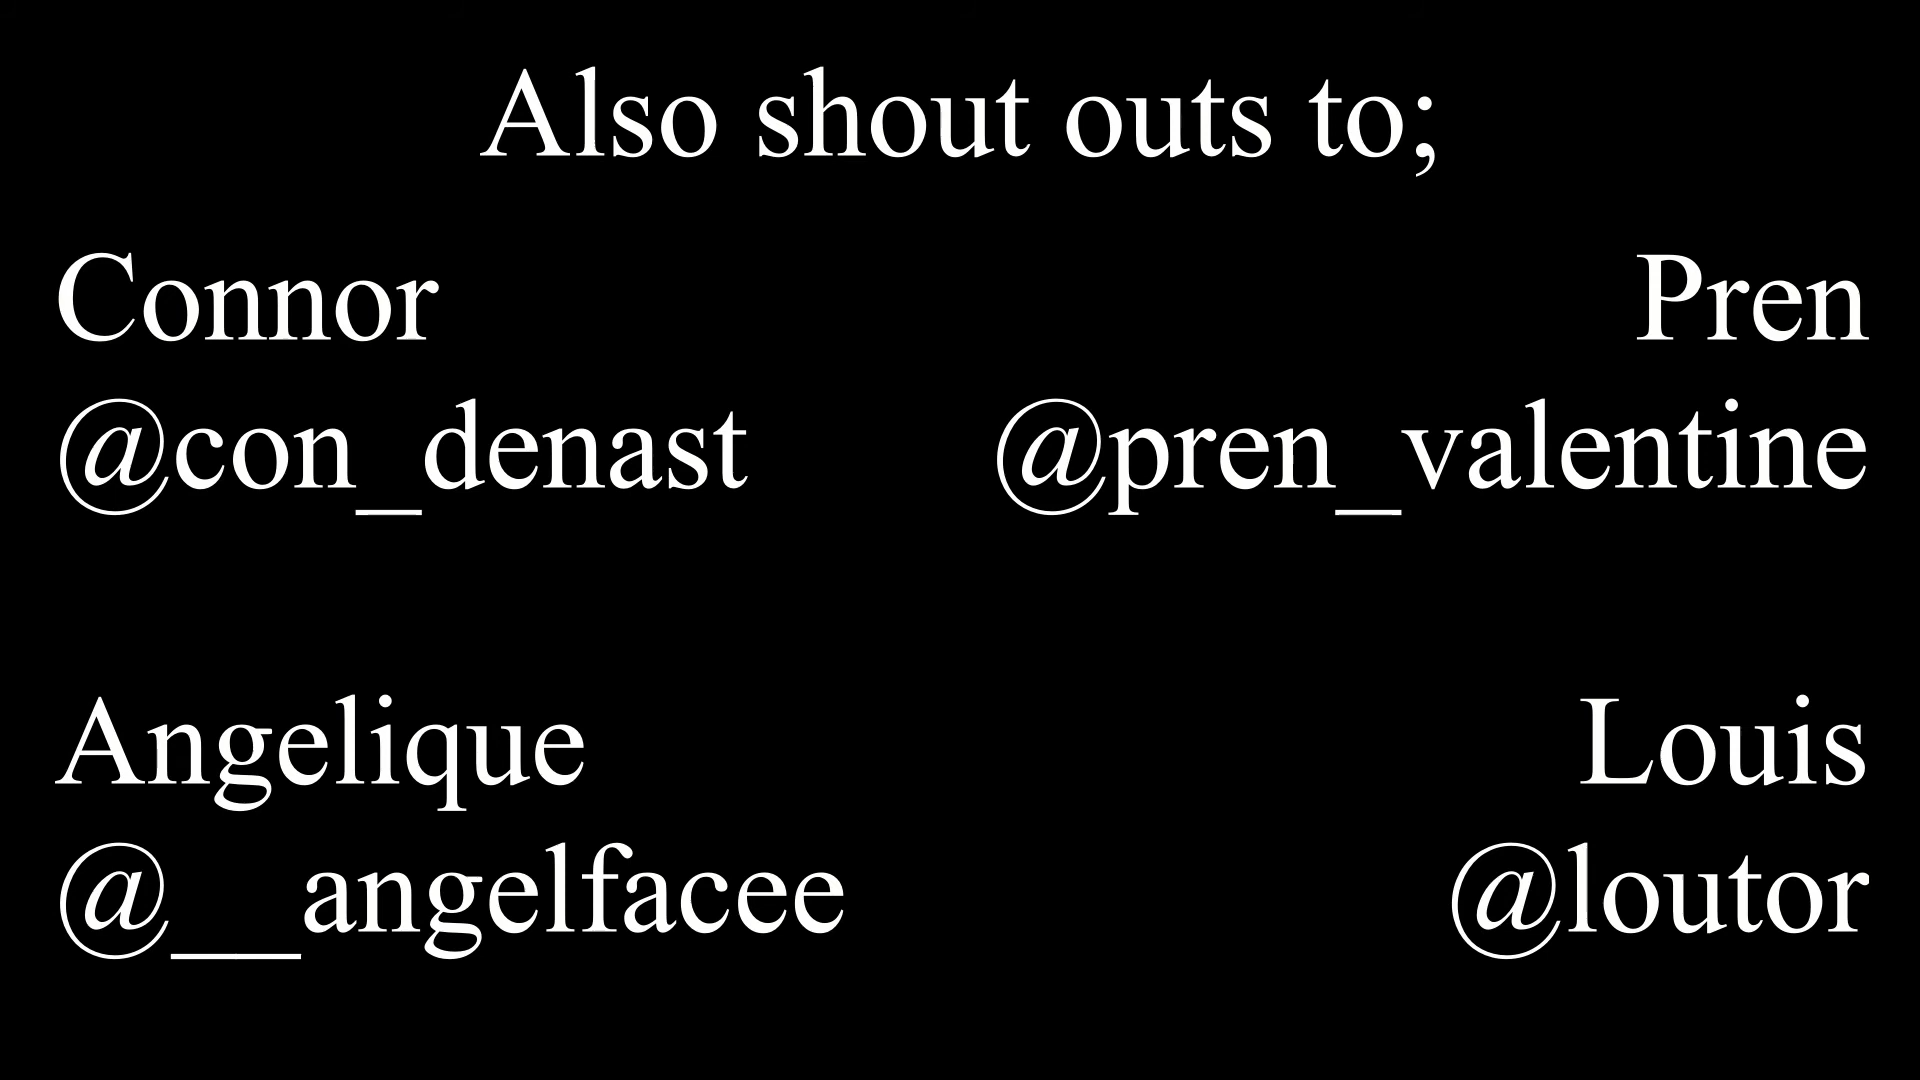 Also shout outs to;
Connor
@con_denast
Pren
@pren_valentine
Angelique
@__angelfacee
Louis
@loutor